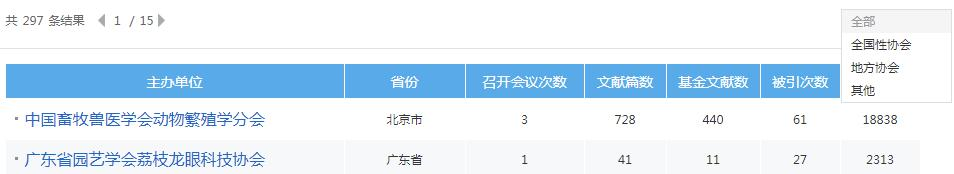 共 297 条结果 1 / 15
全部
全国性协会
地方协会
其他
主办单位 省份 召开会议次数 文献篇数 基金文献数 被引次数
中国畜牧兽医学会动物繁殖学分会 北京市 3 728 440 61 18838
广东省园艺学会荔枝龙眼科技协会 广东省 1 41 11 27 2313